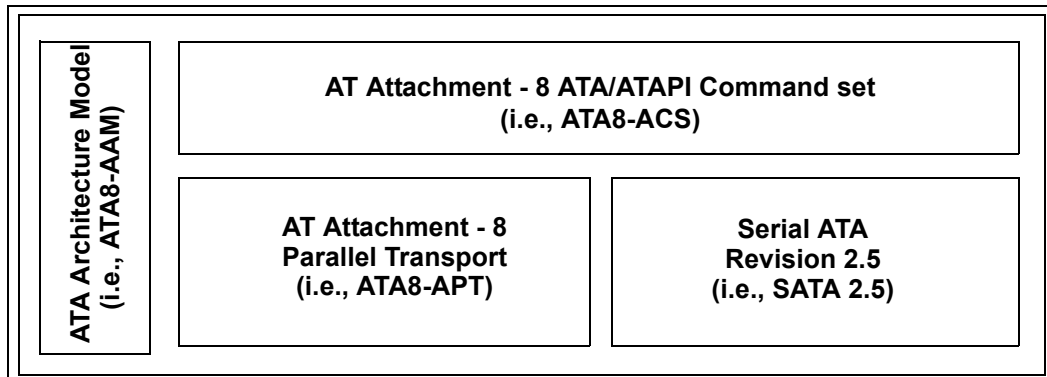 ATA Architecture Model
(i.e., ATA8-AAM)
AT Attachment - 8 ATA/ATAPI Command set
(i.e., ATA8-ACS)
AT Attachment - 8
Parallel Transport
(i.e., ATA8-APT)
Serial ATA
Revision 2.5
(i.e., SATA 2.5)